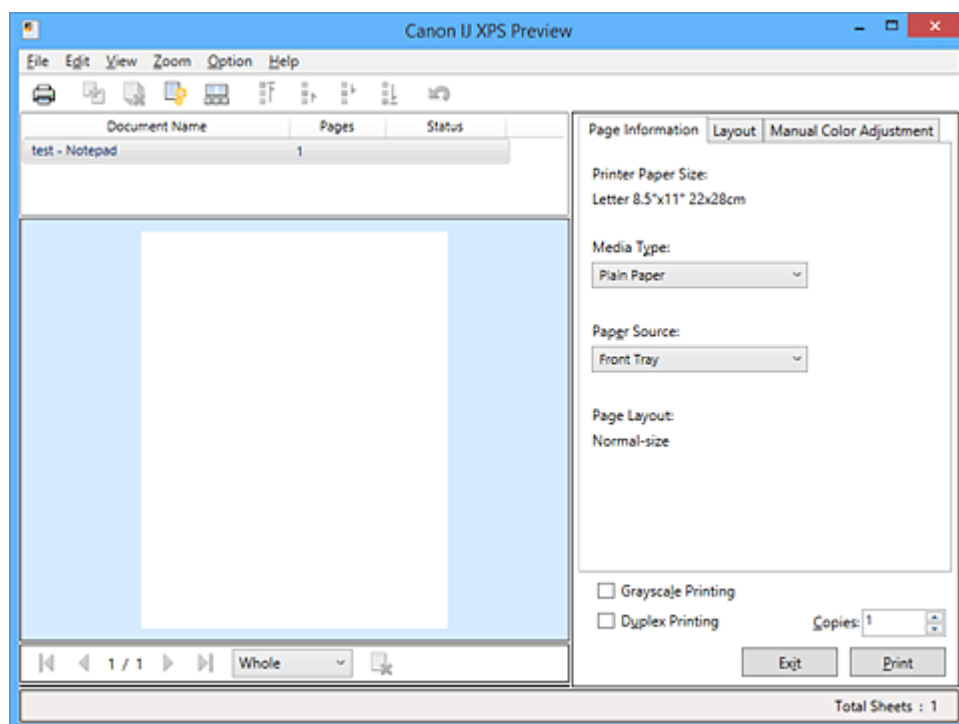 Canon IJ XPS Preview
File Edit View Zoom Option Help
Document Name Pages Status
test - Notepad 1
Page Information Layout Manual Color Adjustment
Printer Paper Size:
Letter 8.5"x11" 22x28cm
Media Type:
Plain Paper
Paper Source:
Front Tray
Page Layout:
Normal-size
Grayscale Printing
Duplex Printing Copies: 1
1 / 1 Whole
Exit Print
Total Sheets : 1